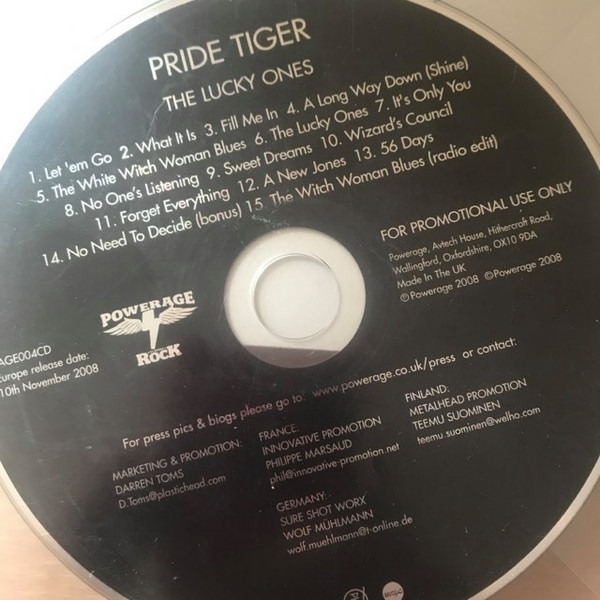 PRIDE TIGER
THE LUCKY ONES
1. Let 'em Go 2. What It Is 3. Fill Me In 4. A Long Way Down (Shine)
5. The White Witch Woman Blues 6. The Lucky Ones 7. It's Only You
8. No One's Listening 9. Sweet Dreams 10. Wizard's Council
11. Forget Everything 12. A New Jones 13. 56 Days
14. No Need To Decide (bonus) 15 The Witch Woman Blues (radio edit)
FOR PROMOTIONAL USE ONLY
Powerage, Avtech House, Hithercroft Road,
Wallingford, Oxfordshire, OX10 9DA
Made In The UK
℗Powerage 2008 ©Powerage 2008
POWERAGE
ROCK
AGE004CD
Europe release date:
10th November 2008
For press pics & biogs please go to: www.powerage.co.uk/press or contact:
MARKETING & PROMOTION:
DARREN TOMS
D.Toms@plastichead.com
FRANCE:
INNOVATIVE PROMOTION
PHILIPPE MARSAUD
phil@innovative-promotion.net
FINLAND:
METALHEAD PROMOTION
TEEMU SUOMINEN
teemu.suominen@welho.com
GERMANY:
SURE SHOT WORX
WOLF MÜHLMANN
wolf.muehlmann@t-online.de